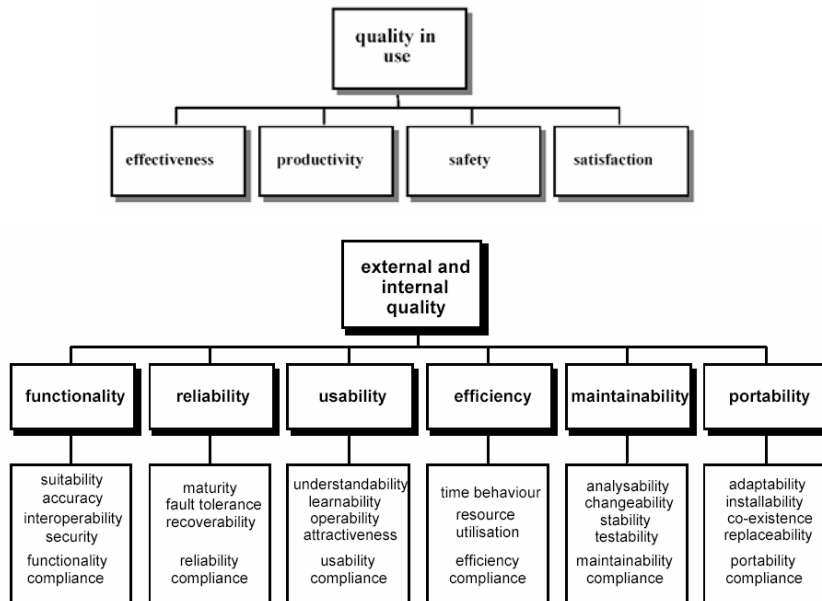 quality in
use
effectiveness
productivity
safety
satisfaction
external and
internal
quality
functionality
reliability
usability
efficiency
maintainability
portability
suitability
accuracy
interoperability
security
functionality
compliance
maturity
fault tolerance
recoverability
reliability
compliance
understandability
learnability
operability
attractiveness
usability
compliance
time behaviour
resource
utilisation
efficiency
compliance
analysability
changeability
stability
testability
maintainability
compliance
adaptability
installability
co-existence
replaceability
portability
compliance